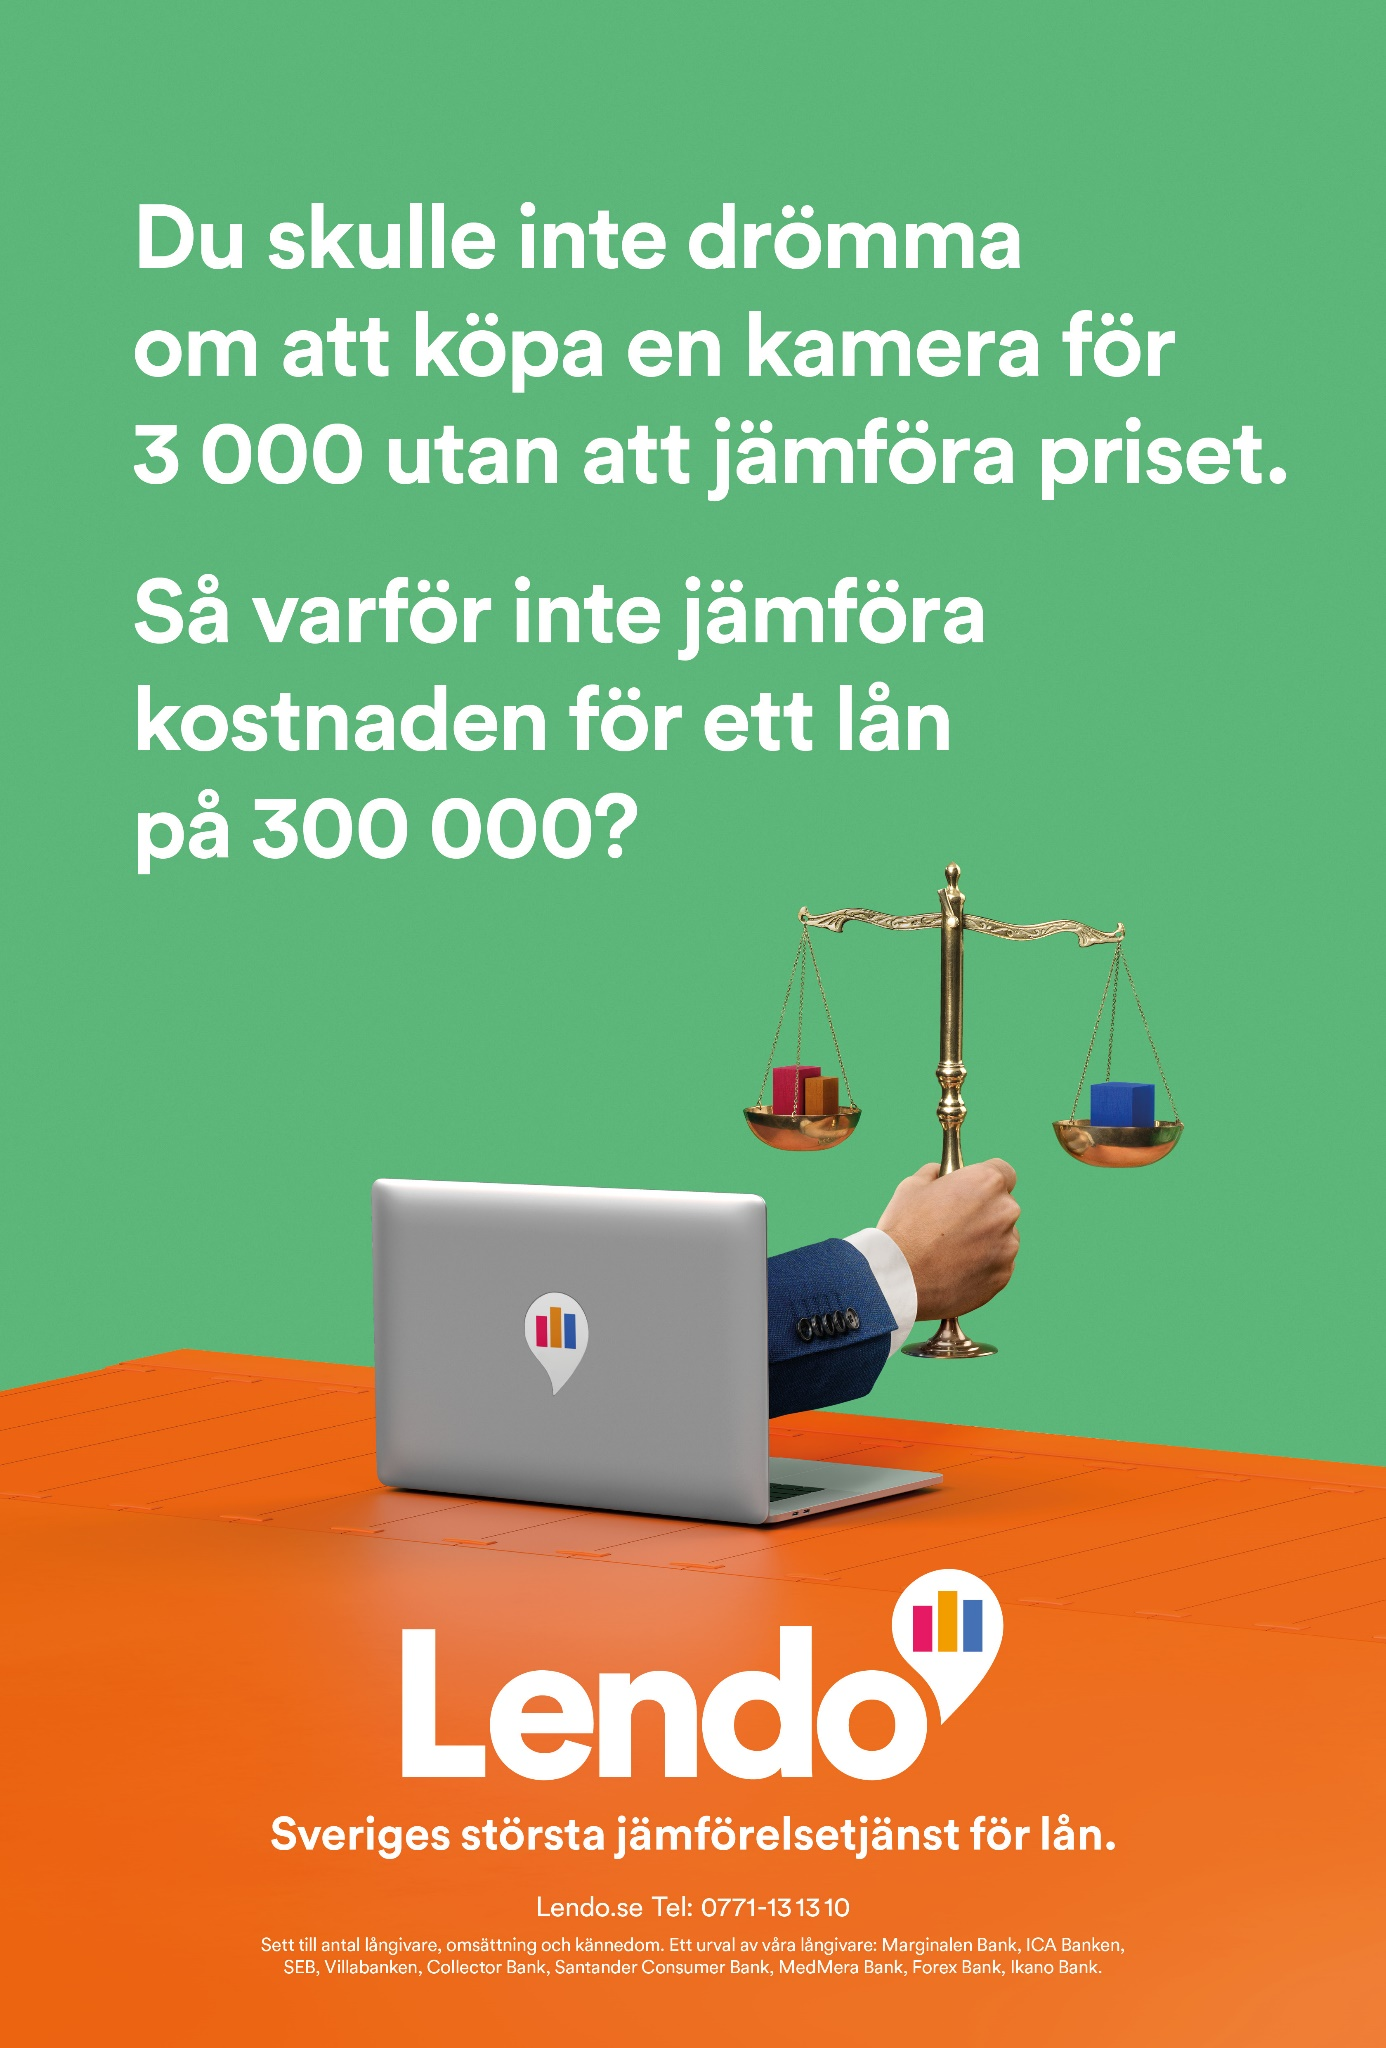 Du skulle inte drömma
om att köpa en kamera för
3 000 utan att jämföra priset.
Så varför inte jämföra
kostnaden för ett lån
på 300 000?
Lendo
Sveriges största jämförelsetjänst för lån.
Lendo.se Tel: 0771-13 13 10
Sett till antal långivare, omsättning och kännedom. Ett urval av våra långivare: Marginalen Bank, ICA Banken,
SEB, Villabanken, Collector Bank, Santander Consumer Bank, MedMera Bank, Forex Bank, Ikano Bank.